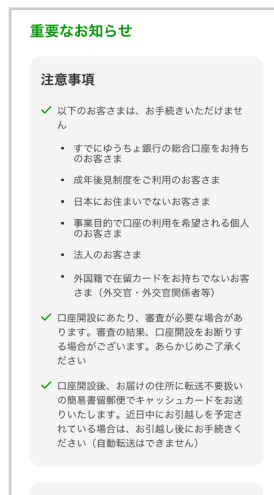 重要なお知らせ
注意事項
以下のお客さまは、お手続きいただけませ
ん
• すでにゆうちょ銀行の総合口座をお持ち
のお客さま
• 成年後見制度をご利用のお客さま
• 日本にお住まいでないお客さま
• 事業目的で口座の利用を希望される個人
のお客さま
• 法人のお客さま
• 外国籍で在留カードをお持ちでないお客
さま（外交官・外交官関係者等）
口座開設にあたり、審査が必要な場合があ
ります。審査の結果、口座開設をお断りす
る場合がございます。あらかじめご了承く
ださい
口座開設後、お届けの住所に転送不要扱い
の簡易書留郵便でキャッシュカードをお送
りいたします。近日中にお引越しを予定さ
れている場合は、お引越し後にお手続きく
ださい（自動転送はできません）